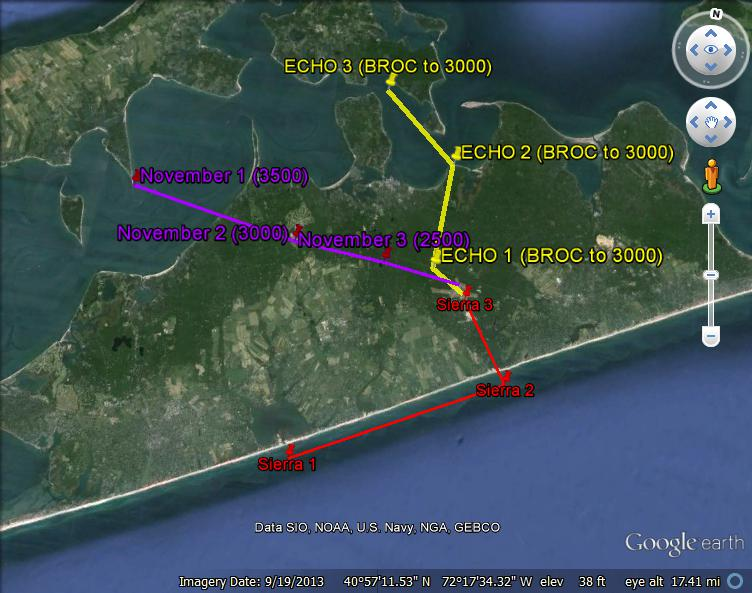 N
ECHO 3 (BROC to 3000)
ECHO 2 (BROC to 3000)
November 1 (3500)
November 2 (3000)
November 3 (2500)
ECHO 1 (BROC to 3000)
Sierra 3
Sierra 2
Sierra 1
Data SIO, NOAA, U.S. Navy, NGA, GEBCO
Google earth
Imagery Date: 9/19/2013 40°57'11.53" N 72°17'34.32" W elev 38 ft eye alt 17.41 mi